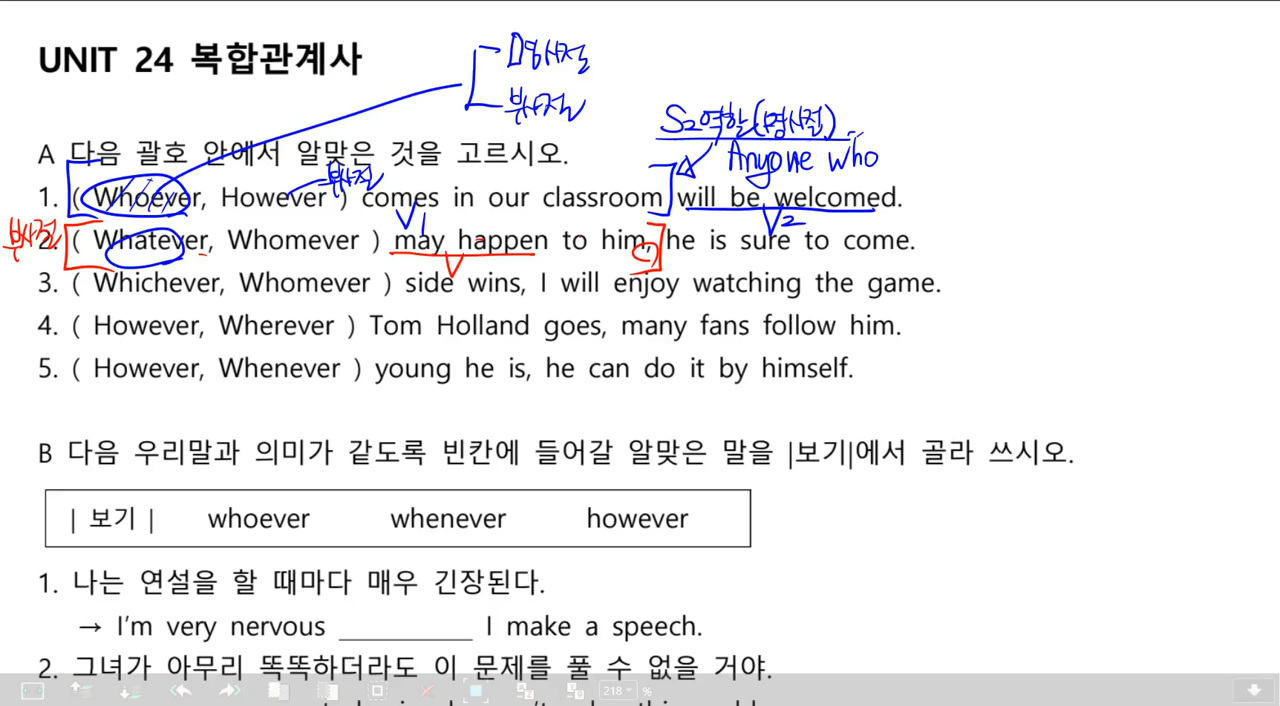 UNIT 24 복합관계사
명사절
부사절
S2역할(명사절)
A 다음 괄호 안에서 알맞은 것을 고르시오.
Anyone who
부사절
1. ( Whoever, However ) comes in our classroom will be welcomed.
V1
V2
부사절
( Whatever, Whomever ) may happen to him, he is sure to come.
V
3. ( Whichever, Whomever ) side wins, I will enjoy watching the game.
4. ( However, Wherever ) Tom Holland goes, many fans follow him.
5. ( However, Whenever ) young he is, he can do it by himself.
B 다음 우리말과 의미가 같도록 빈칸에 들어갈 알맞은 말을 |보기|에서 골라 쓰시오.
| 보기 | whoever whenever however
1. 나는 연설을 할 때마다 매우 긴장된다.
→ I'm very nervous __________ I make a speech.
2. 그녀가 아무리 똑똑하더라도 이 문제를 풀 수 없을 거야.
218 %